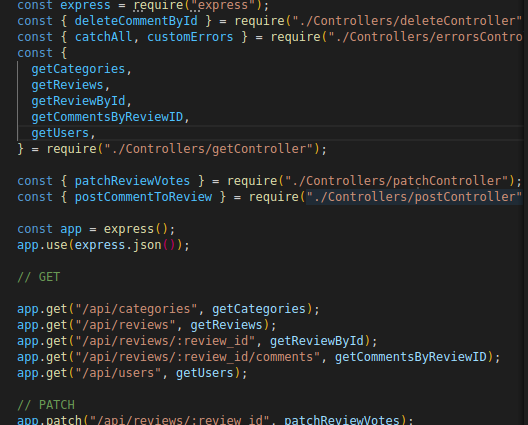 const express = require("express");
const { deleteCommentById } = require("./Controllers/deleteController"
const { catchAll, customErrors } = require("./Controllers/errorsContro
const {
  getCategories,
  getReviews,
  getReviewById,
  getCommentsByReviewID,
  getUsers,
} = require("./Controllers/getController");

const { patchReviewVotes } = require("./Controllers/patchController");
const { postCommentToReview } = require("./Controllers/postController"

const app = express();
app.use(express.json());

// GET

app.get("/api/categories", getCategories);
app.get("/api/reviews", getReviews);
app.get("/api/reviews/:review_id", getReviewById);
app.get("/api/reviews/:review_id/comments", getCommentsByReviewID);
app.get("/api/users", getUsers);

// PATCH
app.patch("/api/reviews/:review_id", patchReviewVotes);